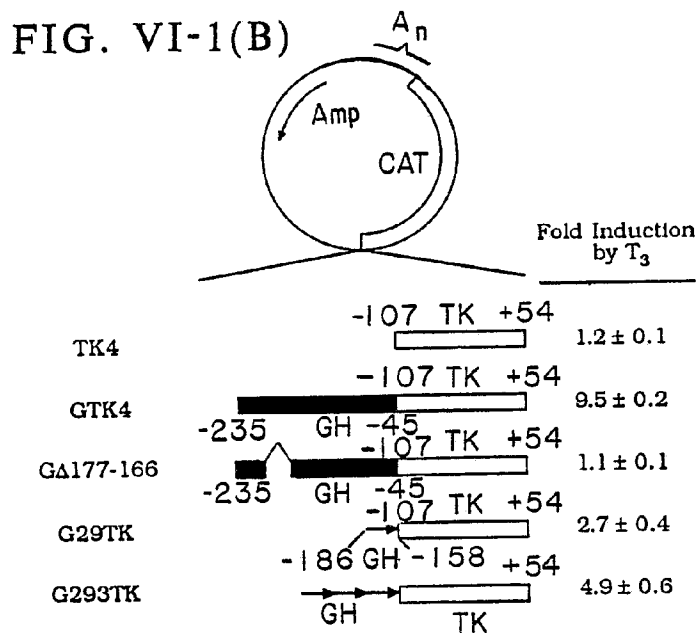 FIG. VI-1(B)
An
Amp
CAT
Fold Induction
by T3
-107 TK +54
TK4
1.2 ± 0.1
-107 TK +54
GTK4
9.5 ± 0.2
-235 GH -45
-107 TK +54
GΔ177-166
1.1 ± 0.1
-235 GH -45
-107 TK +54
G29TK
2.7 ± 0.4
-186 GH -158
+54
G293TK
4.9 ± 0.6
GH TK